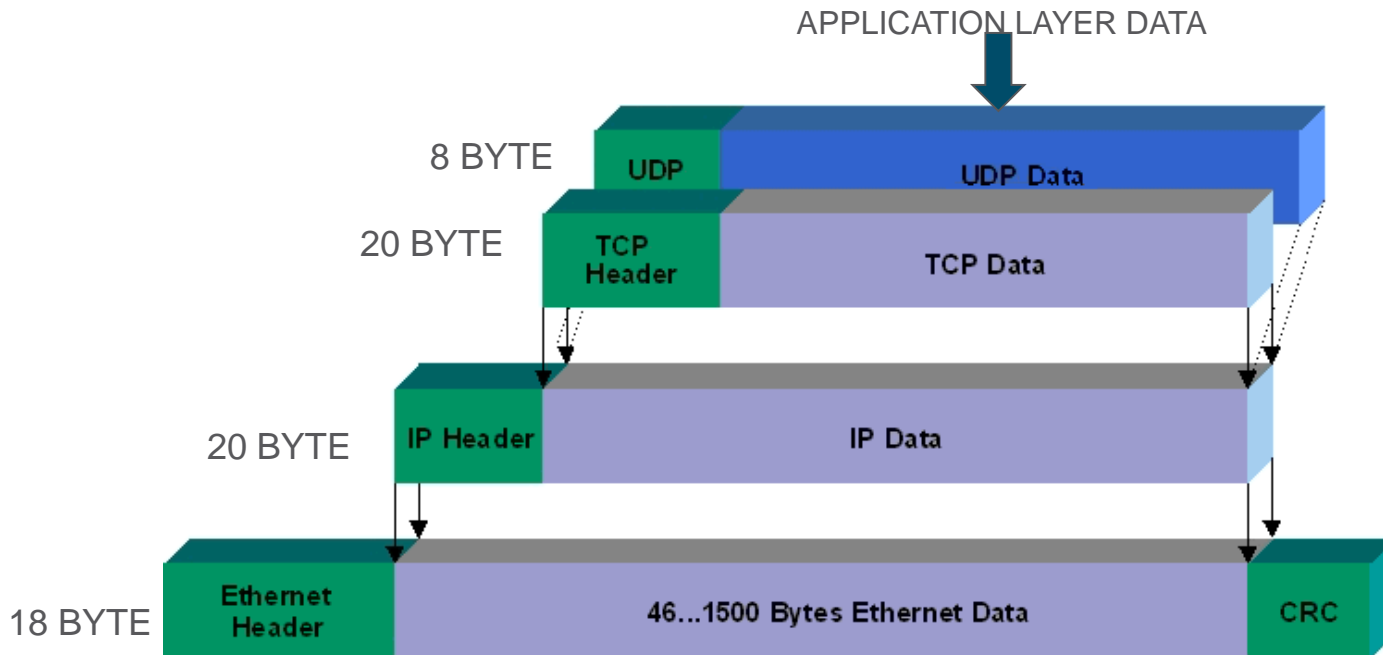 APPLICATION LAYER DATA
8 BYTE
UDP
UDP Data
20 BYTE
TCP
Header
TCP Data
20 BYTE
IP Header
IP Data
18 BYTE
Ethernet
Header
46...1500 Bytes Ethernet Data
CRC